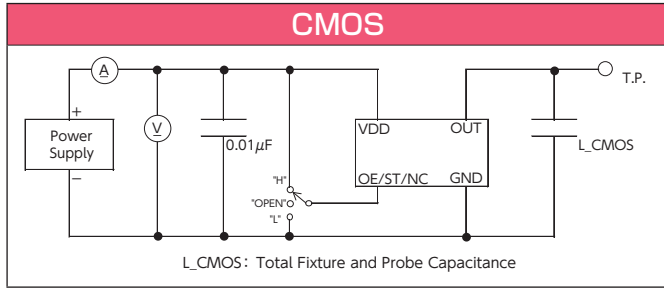 CMOS
A
T.P.
+
Power
Supply
−
V
0.01μF
VDD
OUT
L_CMOS
OE/ST/NC
GND
"H"
"OPEN"
"L"
L_CMOS: Total Fixture and Probe Capacitance